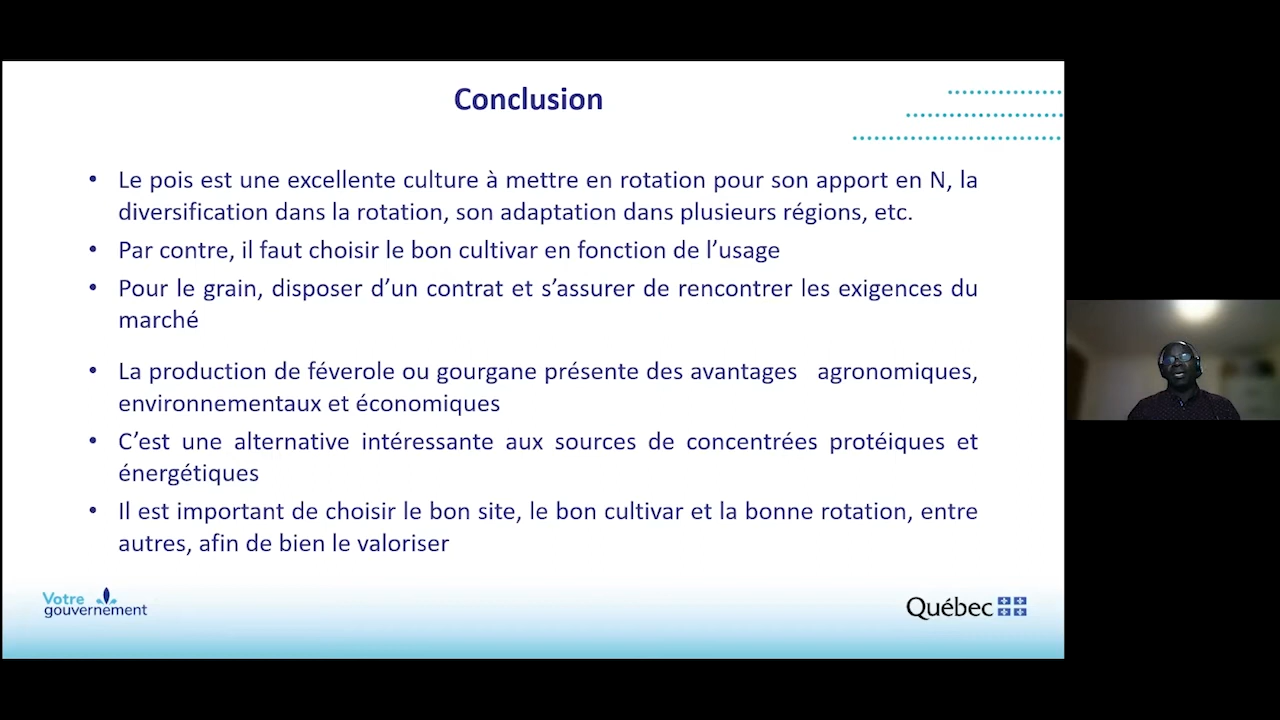 Conclusion
• Le pois est une excellente culture à mettre en rotation pour son apport en N, la
diversification dans la rotation, son adaptation dans plusieurs régions, etc.
• Par contre, il faut choisir le bon cultivar en fonction de l’usage
• Pour le grain, disposer d’un contrat et s’assurer de rencontrer les exigences du
marché
• La production de féverole ou gourgane présente des avantages agronomiques,
environnementaux et économiques
• C’est une alternative intéressante aux sources de concentrées protéiques et
énergétiques
• Il est important de choisir le bon site, le bon cultivar et la bonne rotation, entre
autres, afin de bien le valoriser
Votre
gouvernement
Québec